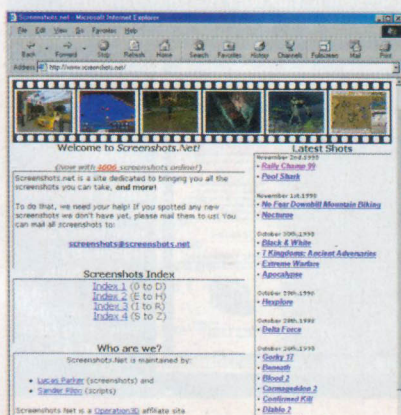 Screenshots.net - Microsoft Internet Explorer
File Edit View Go Favorites Help
Back Forward Stop Refresh Home Search Favorites History Channels Fullscreen Mail Print
Address http://www.screenshots.net/
Welcome to Screenshots.Net!
(now with 4006 screenshots online!)
Screenshots.net is a site dedicated to bringing you all the
screenshots you can take, and more!
To do that, we need your help! If you spotted any new
screenshots we don't have yet, please mail them to us! You
can mail all screenshots to:
screenshots@screenshots.net
Screenshots Index
Index 1 (0 to D)
Index 2 (E to H)
Index 3 (I to R)
Index 4 (S to Z)
Who are we?
Screenshots.Net is maintained by:
• Lucas Parker (screenshots) and
• Sander Pilon (scripts)
Screenshots.Net is a Operation3D affiliate site
Latest Shots
November 2nd,1998
• Rally Champ 99
• Pool Shark
November 1st,1998
• No Fear Downhill Mountain Biking
• Nocturne
October 30th,1998
• Black & White
• 7 Kingdoms: Ancient Adversaries
• Extreme Warfare
• Apocalypse
October 29th,1998
• Hexplore
October 28th,1998
• Delta Force
October 26th,1998
• Gorky 17
• Beneath
• Blood 2
• Carmageddon 2
• Confirmed Kill
• Diablo 2